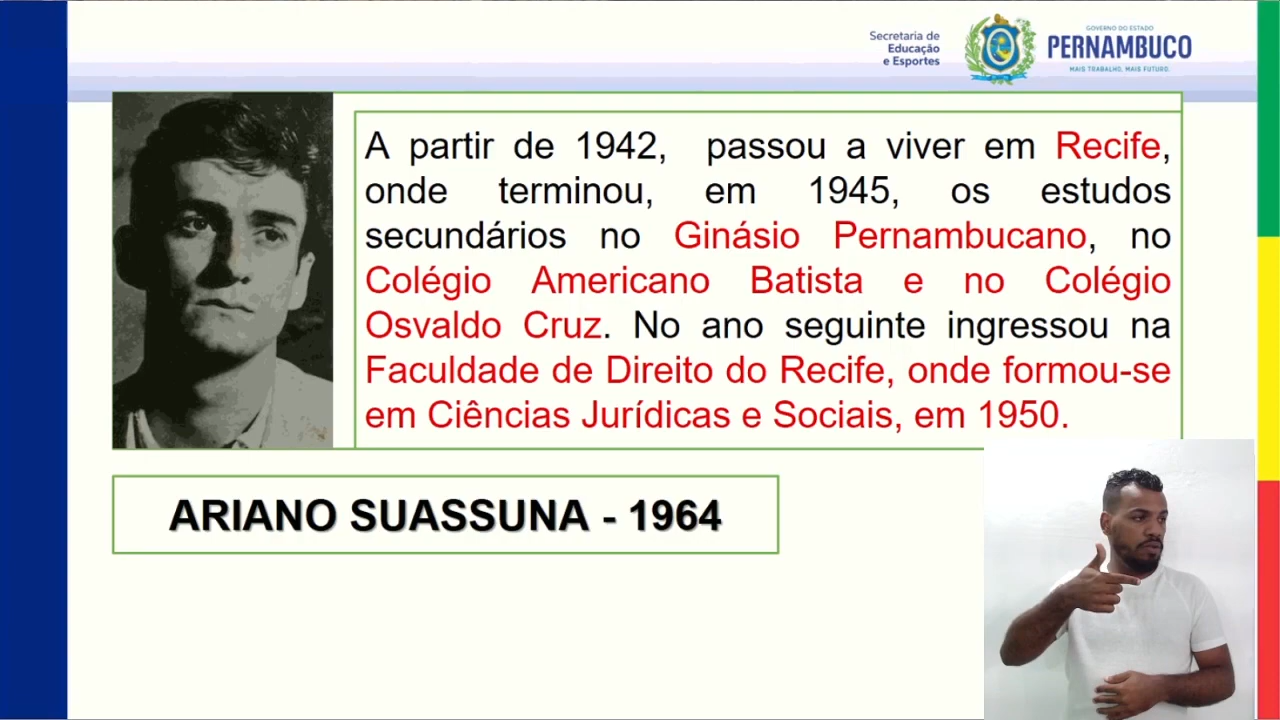 Secretaria de
Educação
e Esportes
GOVERNO DO ESTADO
PERNAMBUCO
MAIS TRABALHO, MAIS FUTURO.
A partir de 1942, passou a viver em Recife,
onde terminou, em 1945, os estudos
secundários no Ginásio Pernambucano, no
Colégio Americano Batista e no Colégio
Osvaldo Cruz. No ano seguinte ingressou na
Faculdade de Direito do Recife, onde formou-se
em Ciências Jurídicas e Sociais, em 1950.
ARIANO SUASSUNA - 1964